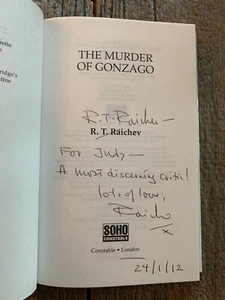 THE MURDER
OF GONZAGO
R. T. Raichev
R. T. Raichev
For Judy —
A most discerning critic!
lots of love,
Raicho
x
SOHO
CONSTABLE
Constable • London
24/1/12